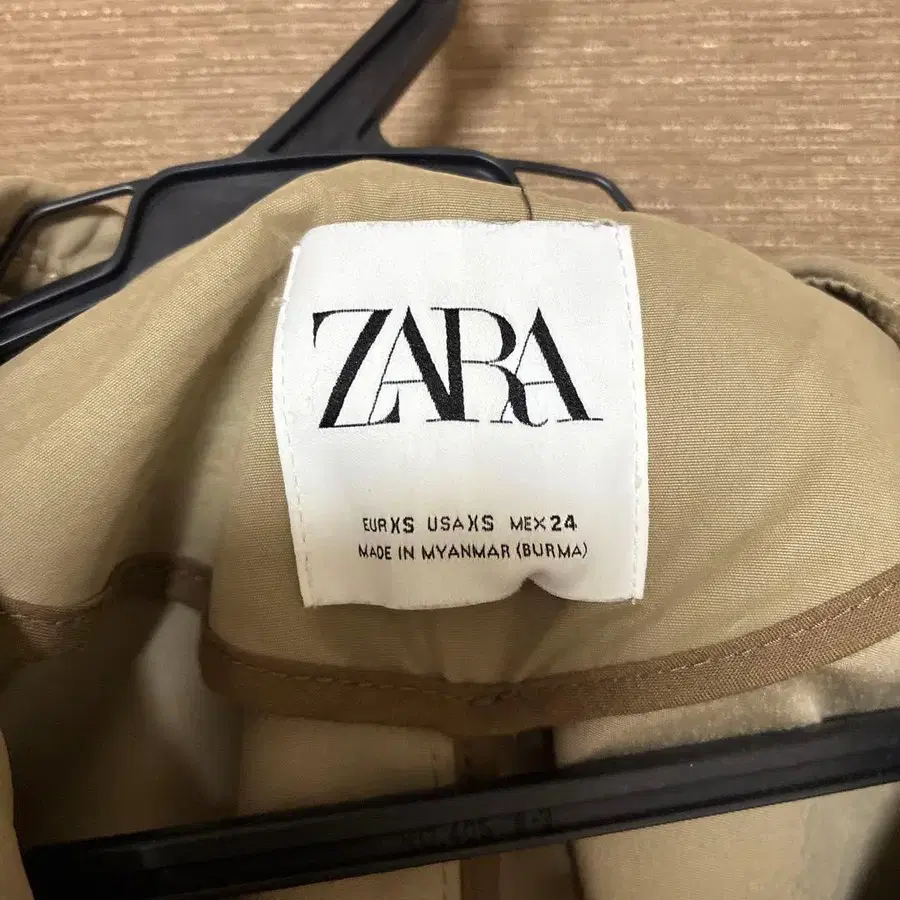 ZARA
EUR XS USA XS MEX 24
MADE IN MYANMAR (BURMA)